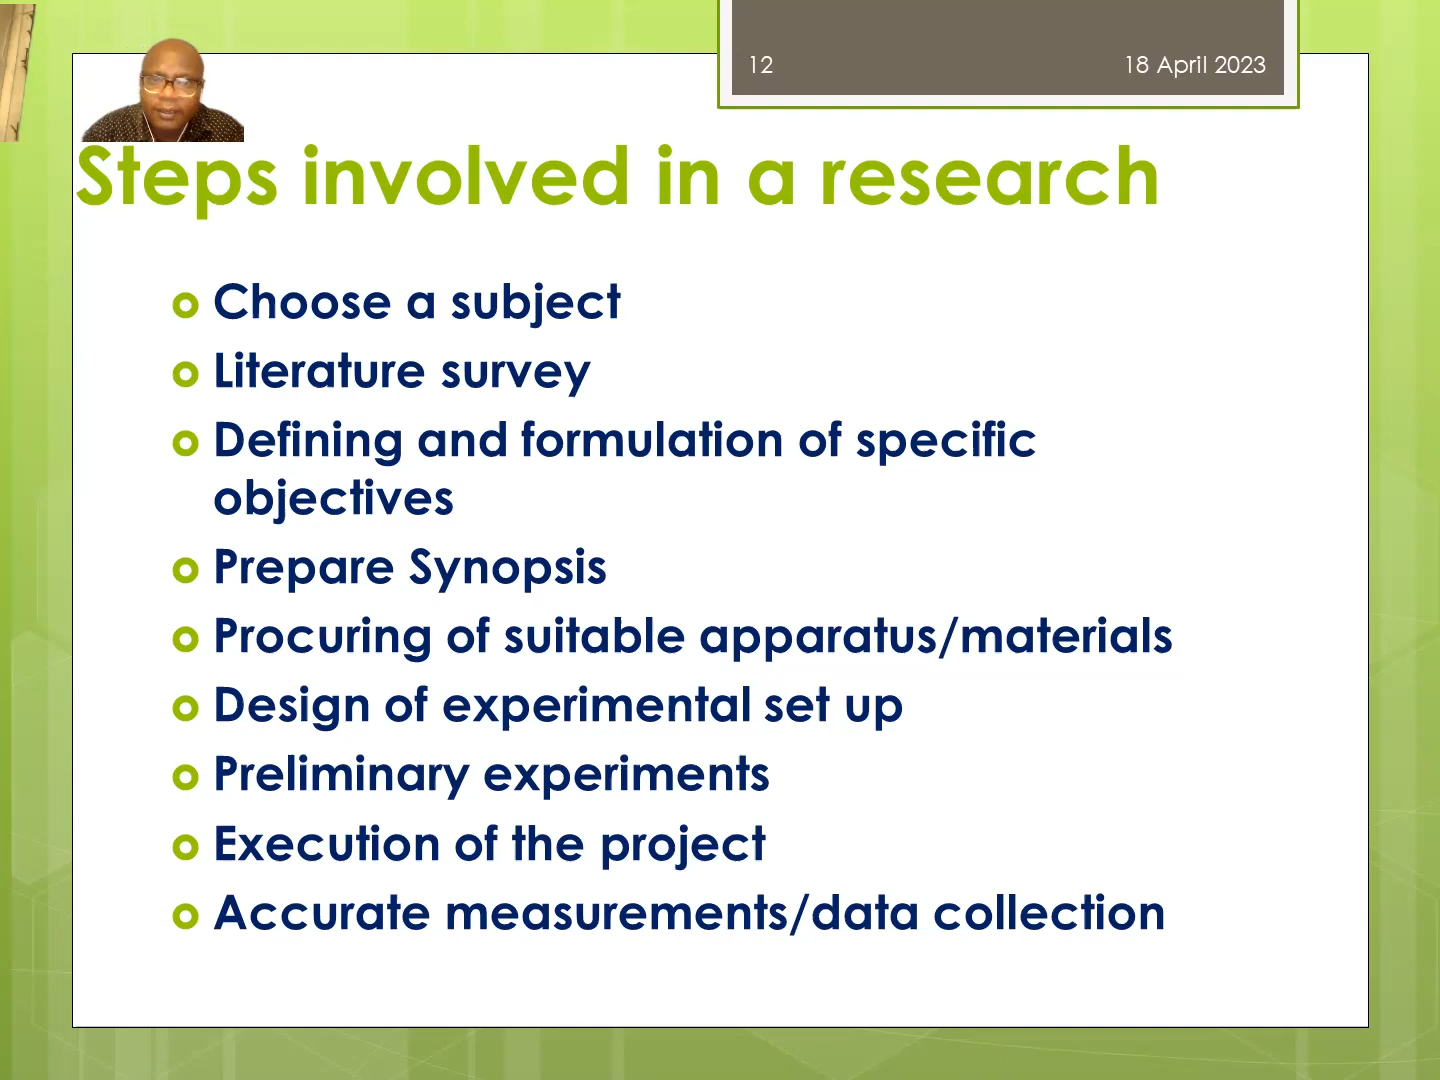 12
18 April 2023
Steps involved in a research
Choose a subject
Literature survey
Defining and formulation of specific
objectives
Prepare Synopsis
Procuring of suitable apparatus/materials
Design of experimental set up
Preliminary experiments
Execution of the project
Accurate measurements/data collection